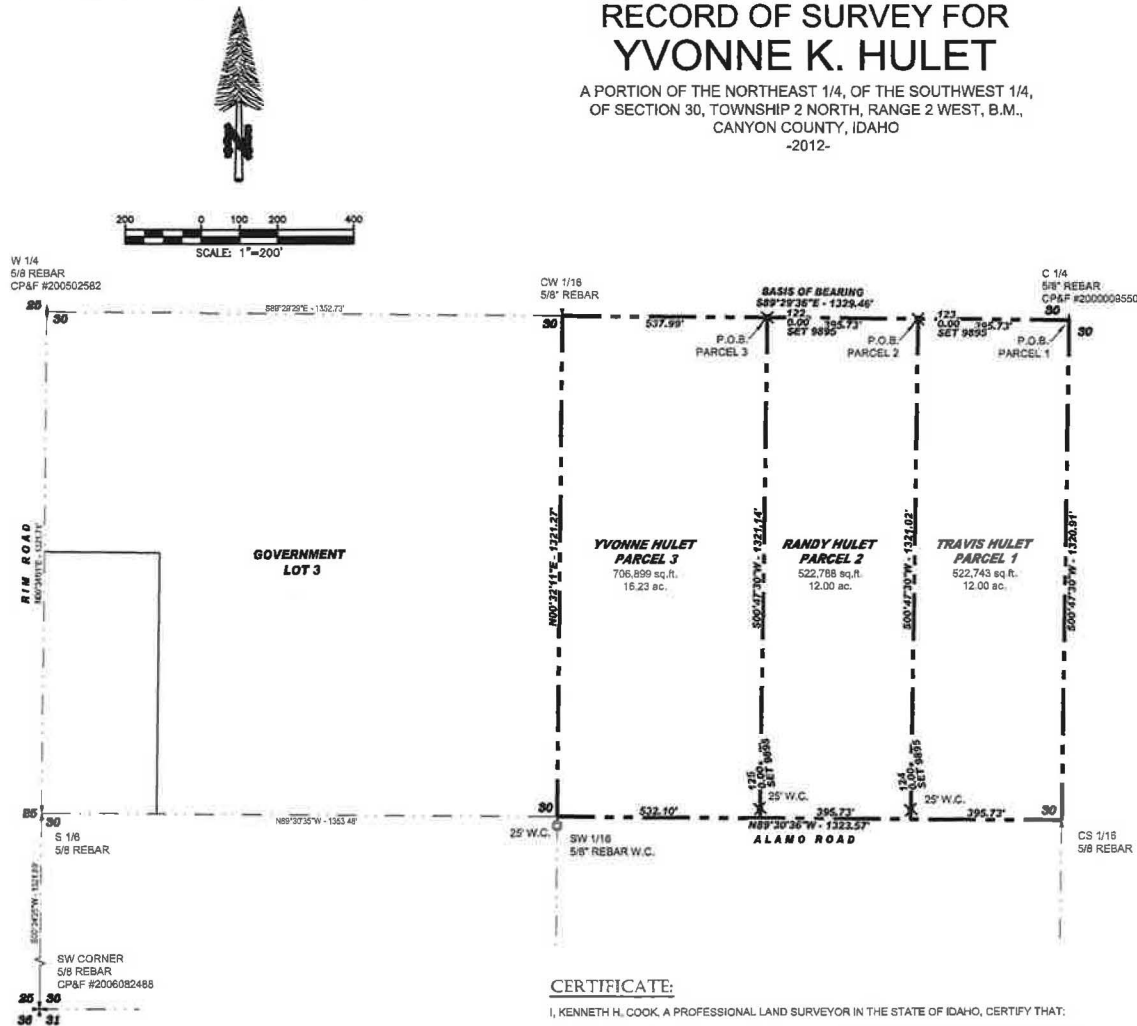 RECORD OF SURVEY FOR
YVONNE K. HULET
A PORTION OF THE NORTHEAST 1/4, OF THE SOUTHWEST 1/4,
OF SECTION 30, TOWNSHIP 2 NORTH, RANGE 2 WEST, B.M.,
CANYON COUNTY, IDAHO
-2012-
N
200 0 100 200 400
SCALE: 1"=200'
W 1/4
5/8 REBAR
CP&F #200502582
25
30
S89°29'29"E - 1352.73'
CW 1/16
5/8" REBAR
30
BASIS OF BEARING
S89°29'36"E - 1329.46'
537.99'
122
0.00
SET 9895
395.73'
123
0.00
SET 9895
395.73'
C 1/4
5/8" REBAR
CP&F #2000009550
30
30
P.O.B.
PARCEL 3
P.O.B.
PARCEL 2
P.O.B.
PARCEL 1
RIM ROAD
GOVERNMENT
LOT 3
N00°32'11"E - 1321.27'
YVONNE HULET
PARCEL 3
706,899 sq.ft.
16.23 ac.
S00°47'30"W - 1321.14'
RANDY HULET
PARCEL 2
522,788 sq.ft.
12.00 ac.
S00°47'30"W - 1321.02'
TRAVIS HULET
PARCEL 1
522,743 sq.ft.
12.00 ac.
S00°47'30"W - 1320.91'
125
0.00
SET 9895
25' W.C.
124
0.00
SET 9895
25' W.C.
25
30
S 1/6
5/8 REBAR
N89°30'35"W - 1353.48'
30
25' W.C.
SW 1/16
5/8" REBAR W.C.
532.10'
395.73'
395.73'
N89°30'36"W - 1323.57'
ALAMO ROAD
30
CS 1/16
5/8 REBAR
SW CORNER
5/8 REBAR
CP&F #2006082488
25 30
36 31
CERTIFICATE:
I, KENNETH H. COOK, A PROFESSIONAL LAND SURVEYOR IN THE STATE OF IDAHO, CERTIFY THAT: